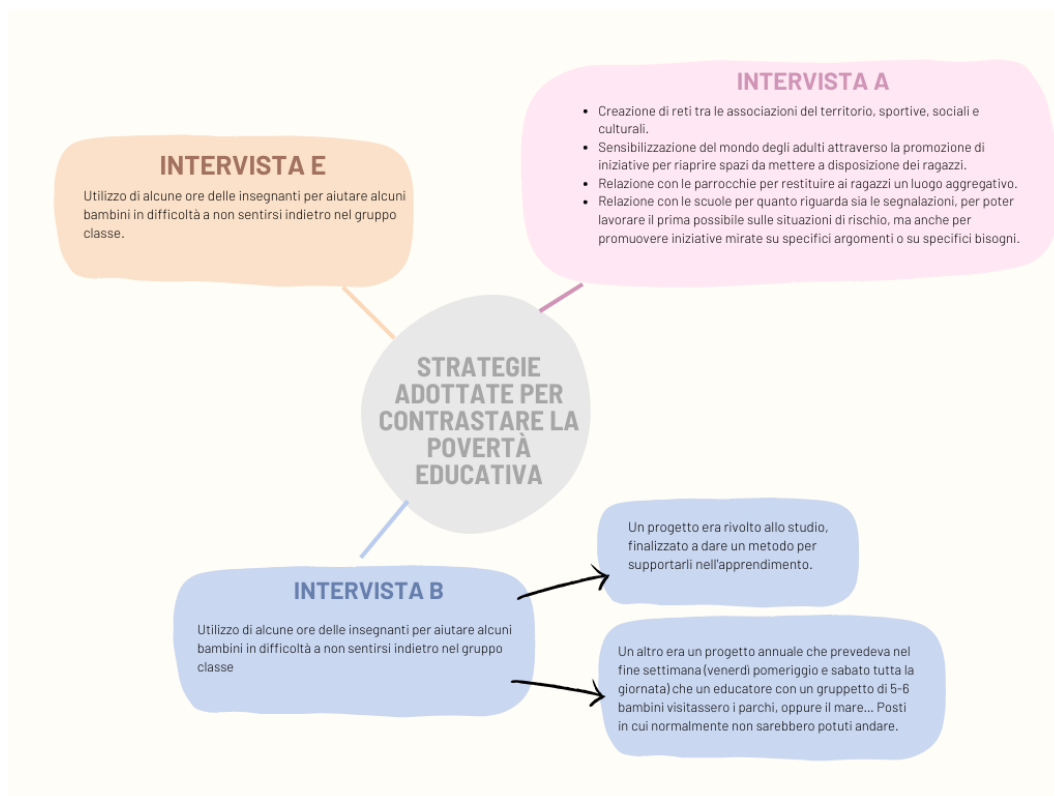 INTERVISTA A
• Creazione di reti tra le associazioni del territorio, sportive, sociali e
culturali.
• Sensibilizzazione del mondo degli adulti attraverso la promozione di
iniziative per riaprire spazi da mettere a disposizione dei ragazzi.
• Relazione con le parrocchie per restituire ai ragazzi un luogo aggregativo.
• Relazione con le scuole per quanto riguarda sia le segnalazioni, per poter
lavorare il prima possibile sulle situazioni di rischio, ma anche per
promuovere iniziative mirate su specifici argomenti o su specifici bisogni.
INTERVISTA E
Utilizzo di alcune ore delle insegnanti per aiutare alcuni
bambini in difficoltà a non sentirsi indietro nel gruppo
classe.
STRATEGIE
ADOTTATE PER
CONTRASTARE LA
POVERTÀ
EDUCATIVA
INTERVISTA B
Utilizzo di alcune ore delle insegnanti per aiutare alcuni
bambini in difficoltà a non sentirsi indietro nel gruppo
classe
Un progetto era rivolto allo studio,
finalizzato a dare un metodo per
supportarli nell'apprendimento.
Un altro era un progetto annuale che prevedeva nel
fine settimana (venerdì pomeriggio e sabato tutta la
giornata) che un educatore con un gruppetto di 5-6
bambini visitassero i parchi, oppure il mare... Posti
in cui normalmente non sarebbero potuti andare.